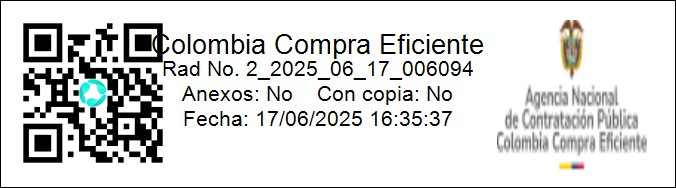 Colombia Compra Eficiente
Rad No. 2_2025_06_17_006094
Anexos: No    Con copia: No
Fecha: 17/06/2025 16:35:37
Agencia Nacional
de Contratación Pública
Colombia Compra Eficiente